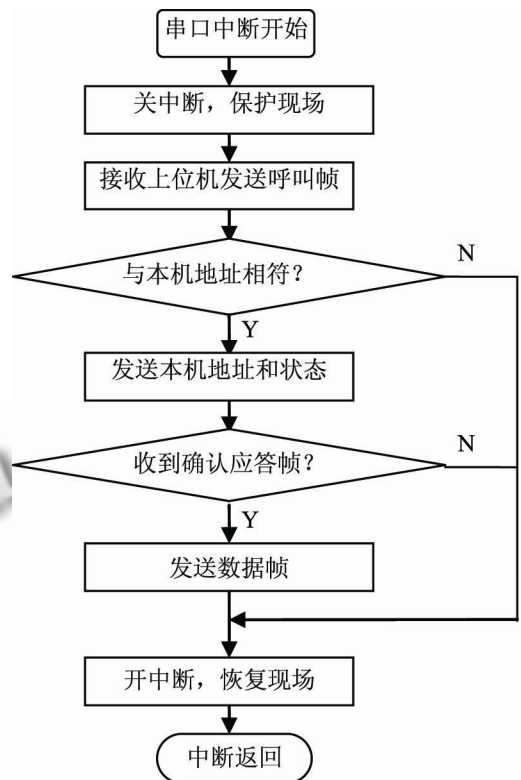 串口中断开始
关中断，保护现场
接收上位机发送呼叫帧
与本机地址相符？
N
Y
发送本机地址和状态
收到确认应答帧？
N
Y
发送数据帧
开中断，恢复现场
中断返回